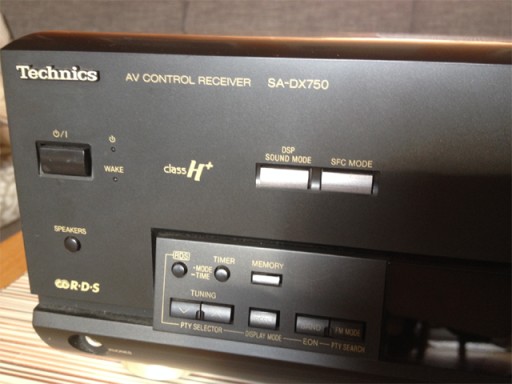 Technics
AV CONTROL RECEIVER SA-DX750
⏻/I
⏻
WAKE
class H+
DSP
SOUND MODE
SFC MODE
SPEAKERS
R·D·S
RDS
+MODE
−TIME
TIMER
MEMORY
TUNING
PTY SELECTOR
DISPLAY MODE
FM MODE
EON
PTY SEARCH
PHONES